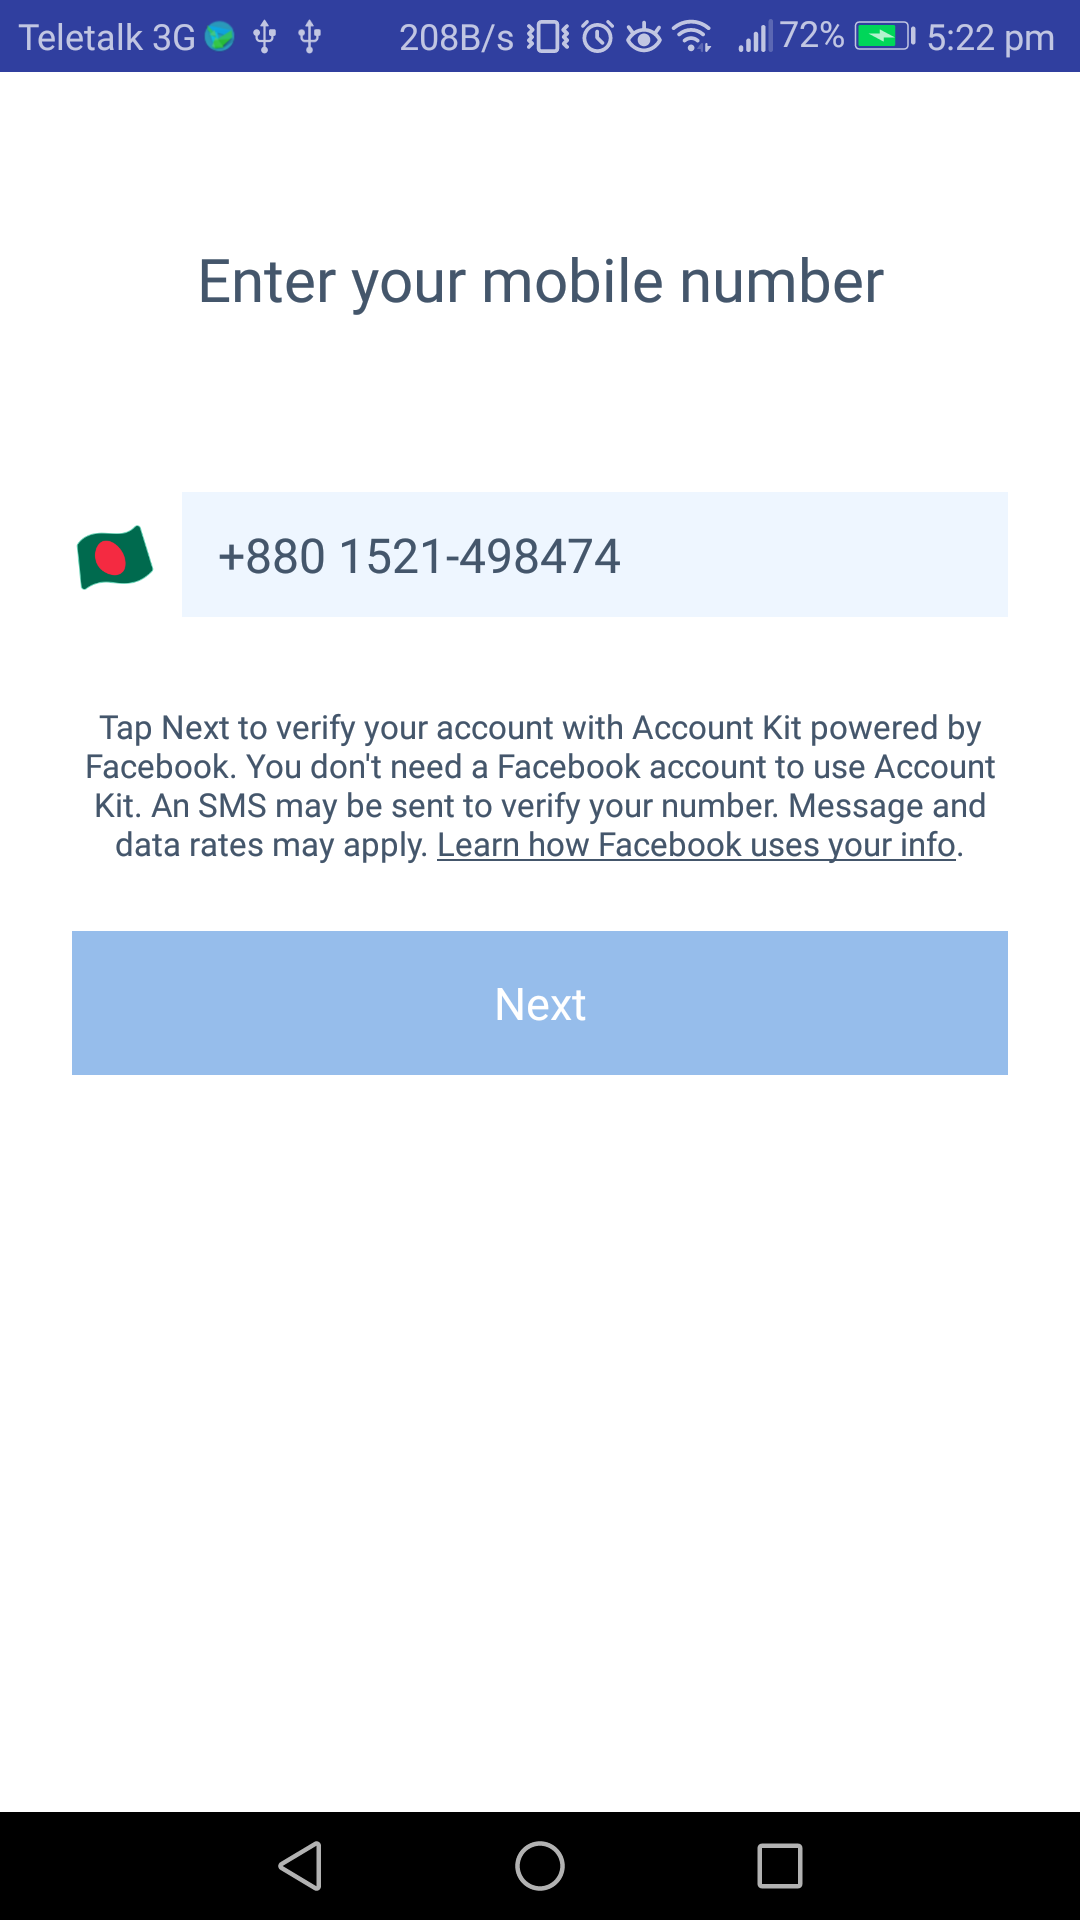 Teletalk 3G 208B/s 72% 5:22 pm
Enter your mobile number
+880 1521-498474
Tap Next to verify your account with Account Kit powered by
Facebook. You don't need a Facebook account to use Account
Kit. An SMS may be sent to verify your number. Message and
data rates may apply. Learn how Facebook uses your info.
Next